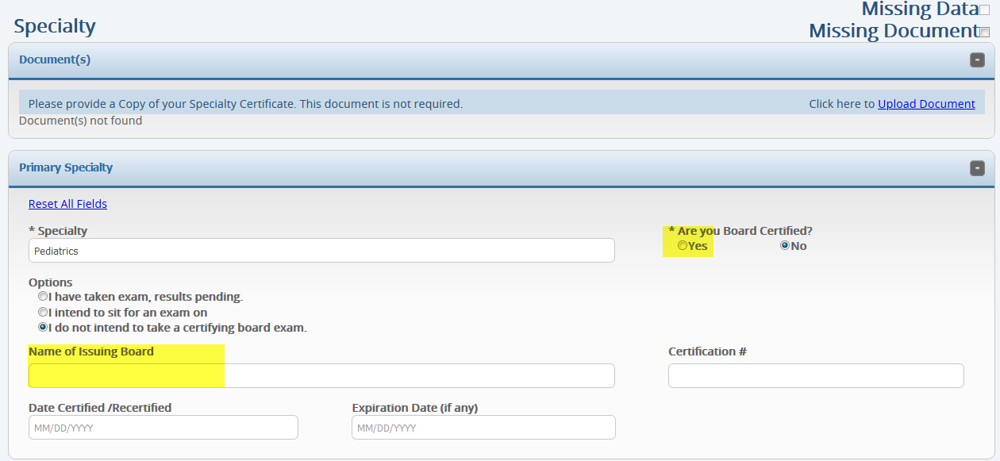 Specialty
Missing Data
Missing Document
Document(s)
-
Please provide a Copy of your Specialty Certificate. This document is not required.
Click here to Upload Document
Document(s) not found
Primary Specialty
-
Reset All Fields
* Specialty
* Are you Board Certified?
Pediatrics
Yes
No
Options
I have taken exam, results pending.
I intend to sit for an exam on
I do not intend to take a certifying board exam.
Name of Issuing Board
Certification #
Date Certified /Recertified
Expiration Date (if any)
MM/DD/YYYY
MM/DD/YYYY